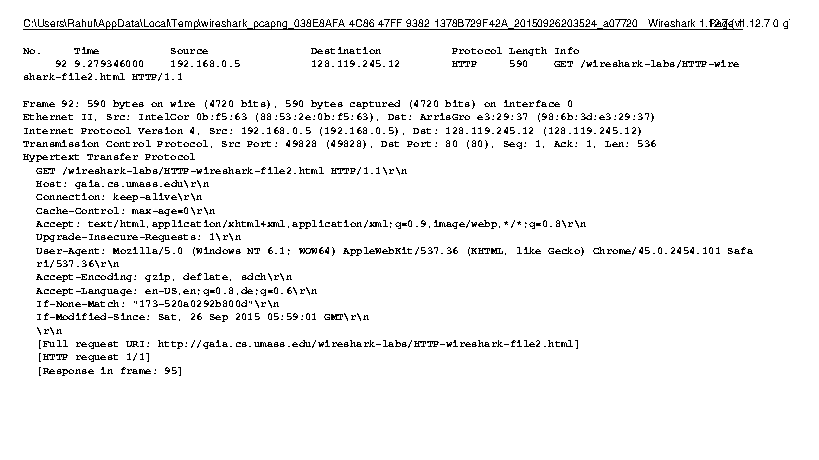 C:\Users\Rahul\AppData\Local\Temp\wireshark_pcapng_038E8AFA 4C86 47FF 9382 1378B729F42A_20150926203524_a07720 Wireshark 1.12.7
No. Time Source Destination Protocol Length Info
92 9.279346000 192.168.0.5 128.119.245.12 HTTP 590 GET /wireshark-labs/HTTP-wire
shark-file2.html HTTP/1.1
Frame 92: 590 bytes on wire (4720 bits), 590 bytes captured (4720 bits) on interface 0
Ethernet II, Src: IntelCor 0b:f5:63 (88:53:2e:0b:f5:63), Dst: ArrisGro e3:29:37 (98:6b:3d:e3:29:37)
Internet Protocol Version 4, Src: 192.168.0.5 (192.168.0.5), Dst: 128.119.245.12 (128.119.245.12)
Transmission Control Protocol, Src Port: 49828 (49828), Dst Port: 80 (80), Seq: 1, Ack: 1, Len: 536
Hypertext Transfer Protocol
GET /wireshark-labs/HTTP-wireshark-file2.html HTTP/1.1\r\n
Host: gaia.cs.umass.edu\r\n
Connection: keep-alive\r\n
Cache-Control: max-age=0\r\n
Accept: text/html,application/xhtml+xml,application/xml;q=0.9,image/webp,*/*;q=0.8\r\n
Upgrade-Insecure-Requests: 1\r\n
User-Agent: Mozilla/5.0 (Windows NT 6.1; WOW64) AppleWebKit/537.36 (KHTML, like Gecko) Chrome/45.0.2454.101 Safa
ri/537.36\r\n
Accept-Encoding: gzip, deflate, sdch\r\n
Accept-Language: en-US,en;q=0.8,de;q=0.6\r\n
If-None-Match: "173-520a0292b800d"\r\n
If-Modified-Since: Sat, 26 Sep 2015 05:59:01 GMT\r\n
\r\n
[Full request URI: http://gaia.cs.umass.edu/wireshark-labs/HTTP-wireshark-file2.html]
[HTTP request 1/1]
[Response in frame: 95]